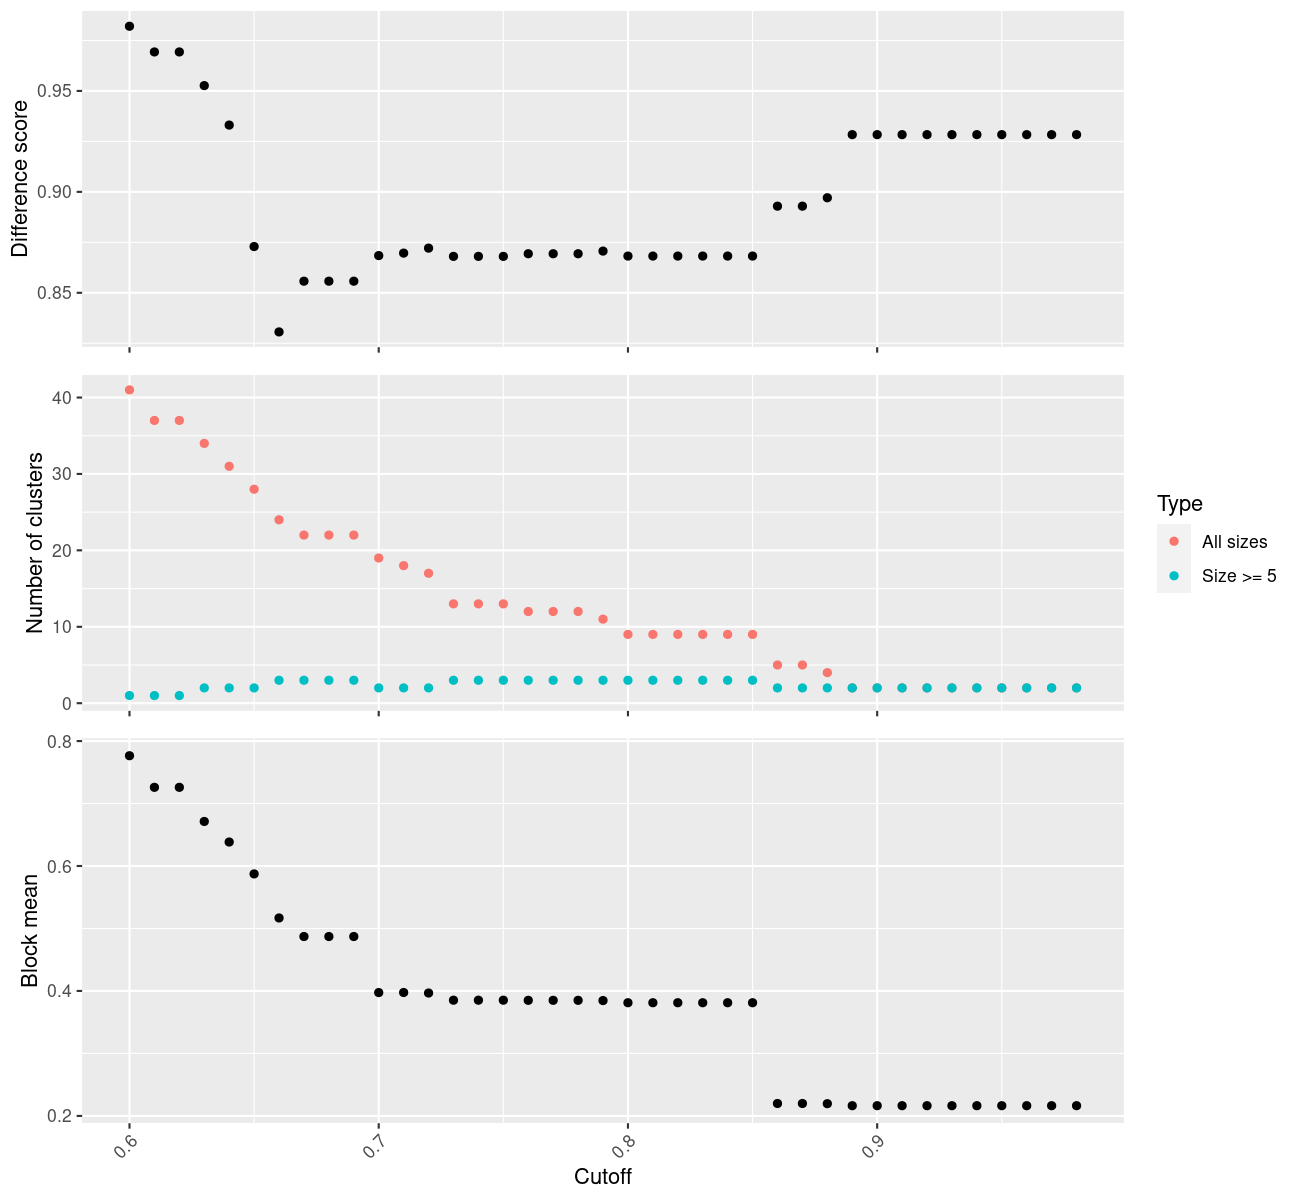 Difference score
0.95
0.90
0.85
Number of clusters
40
30
20
10
0
Type
All sizes
Size >= 5
Block mean
0.8
0.6
0.4
0.2
0.6 0.7 0.8 0.9
Cutoff